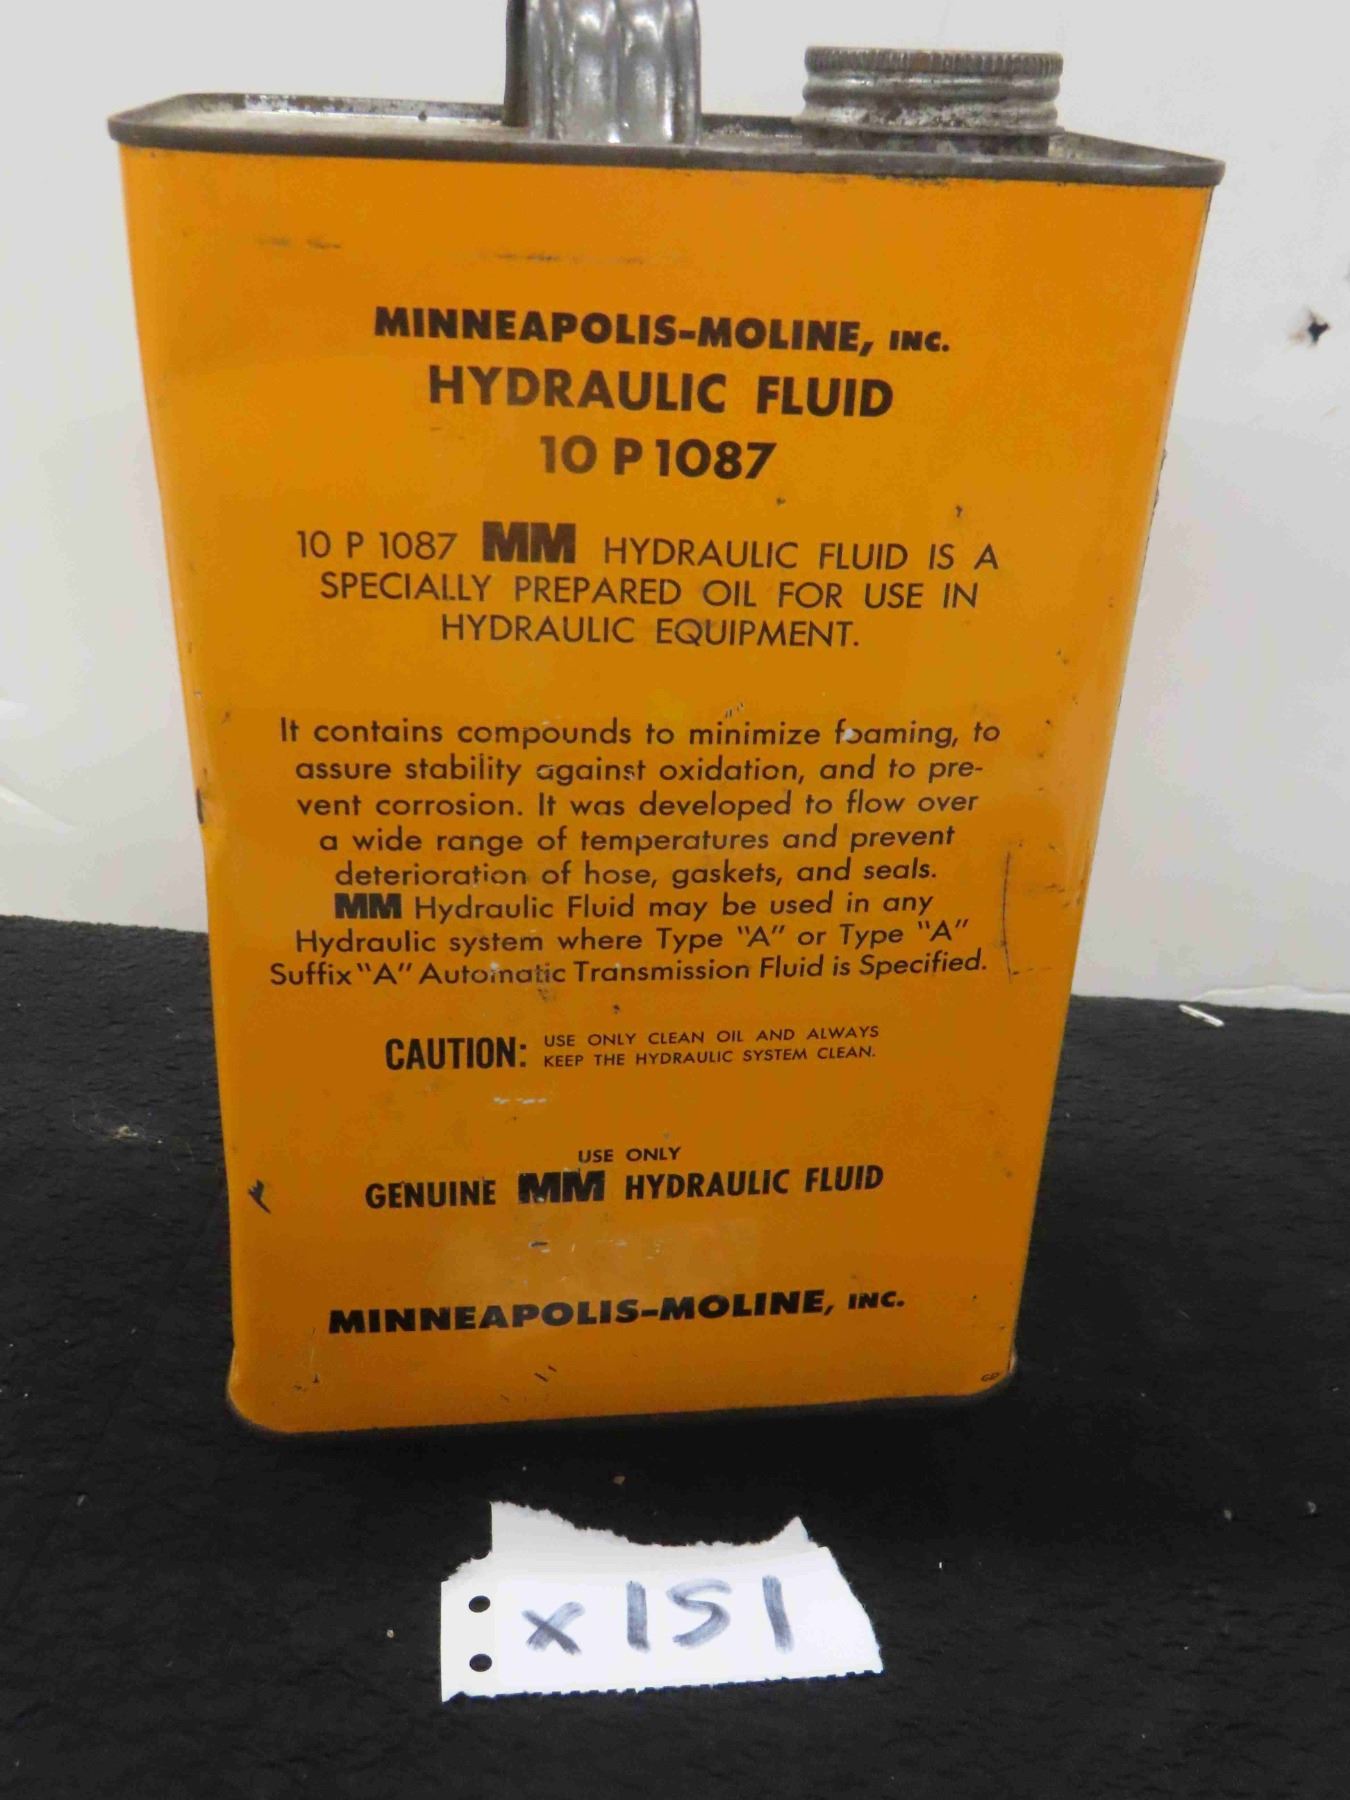 MINNEAPOLIS-MOLINE, INC.
HYDRAULIC FLUID
10 P 1087
10 P 1087 MM HYDRAULIC FLUID IS A
SPECIALLY PREPARED OIL FOR USE IN
HYDRAULIC EQUIPMENT.
It contains compounds to minimize foaming, to
assure stability against oxidation, and to pre-
vent corrosion. It was developed to flow over
a wide range of temperatures and prevent
deterioration of hose, gaskets, and seals.
MM Hydraulic Fluid may be used in any
Hydraulic system where Type "A" or Type "A"
Suffix "A" Automatic Transmission Fluid is Specified.
CAUTION: USE ONLY CLEAN OIL AND ALWAYS
KEEP THE HYDRAULIC SYSTEM CLEAN.
USE ONLY
GENUINE MM HYDRAULIC FLUID
MINNEAPOLIS-MOLINE, INC.
x151